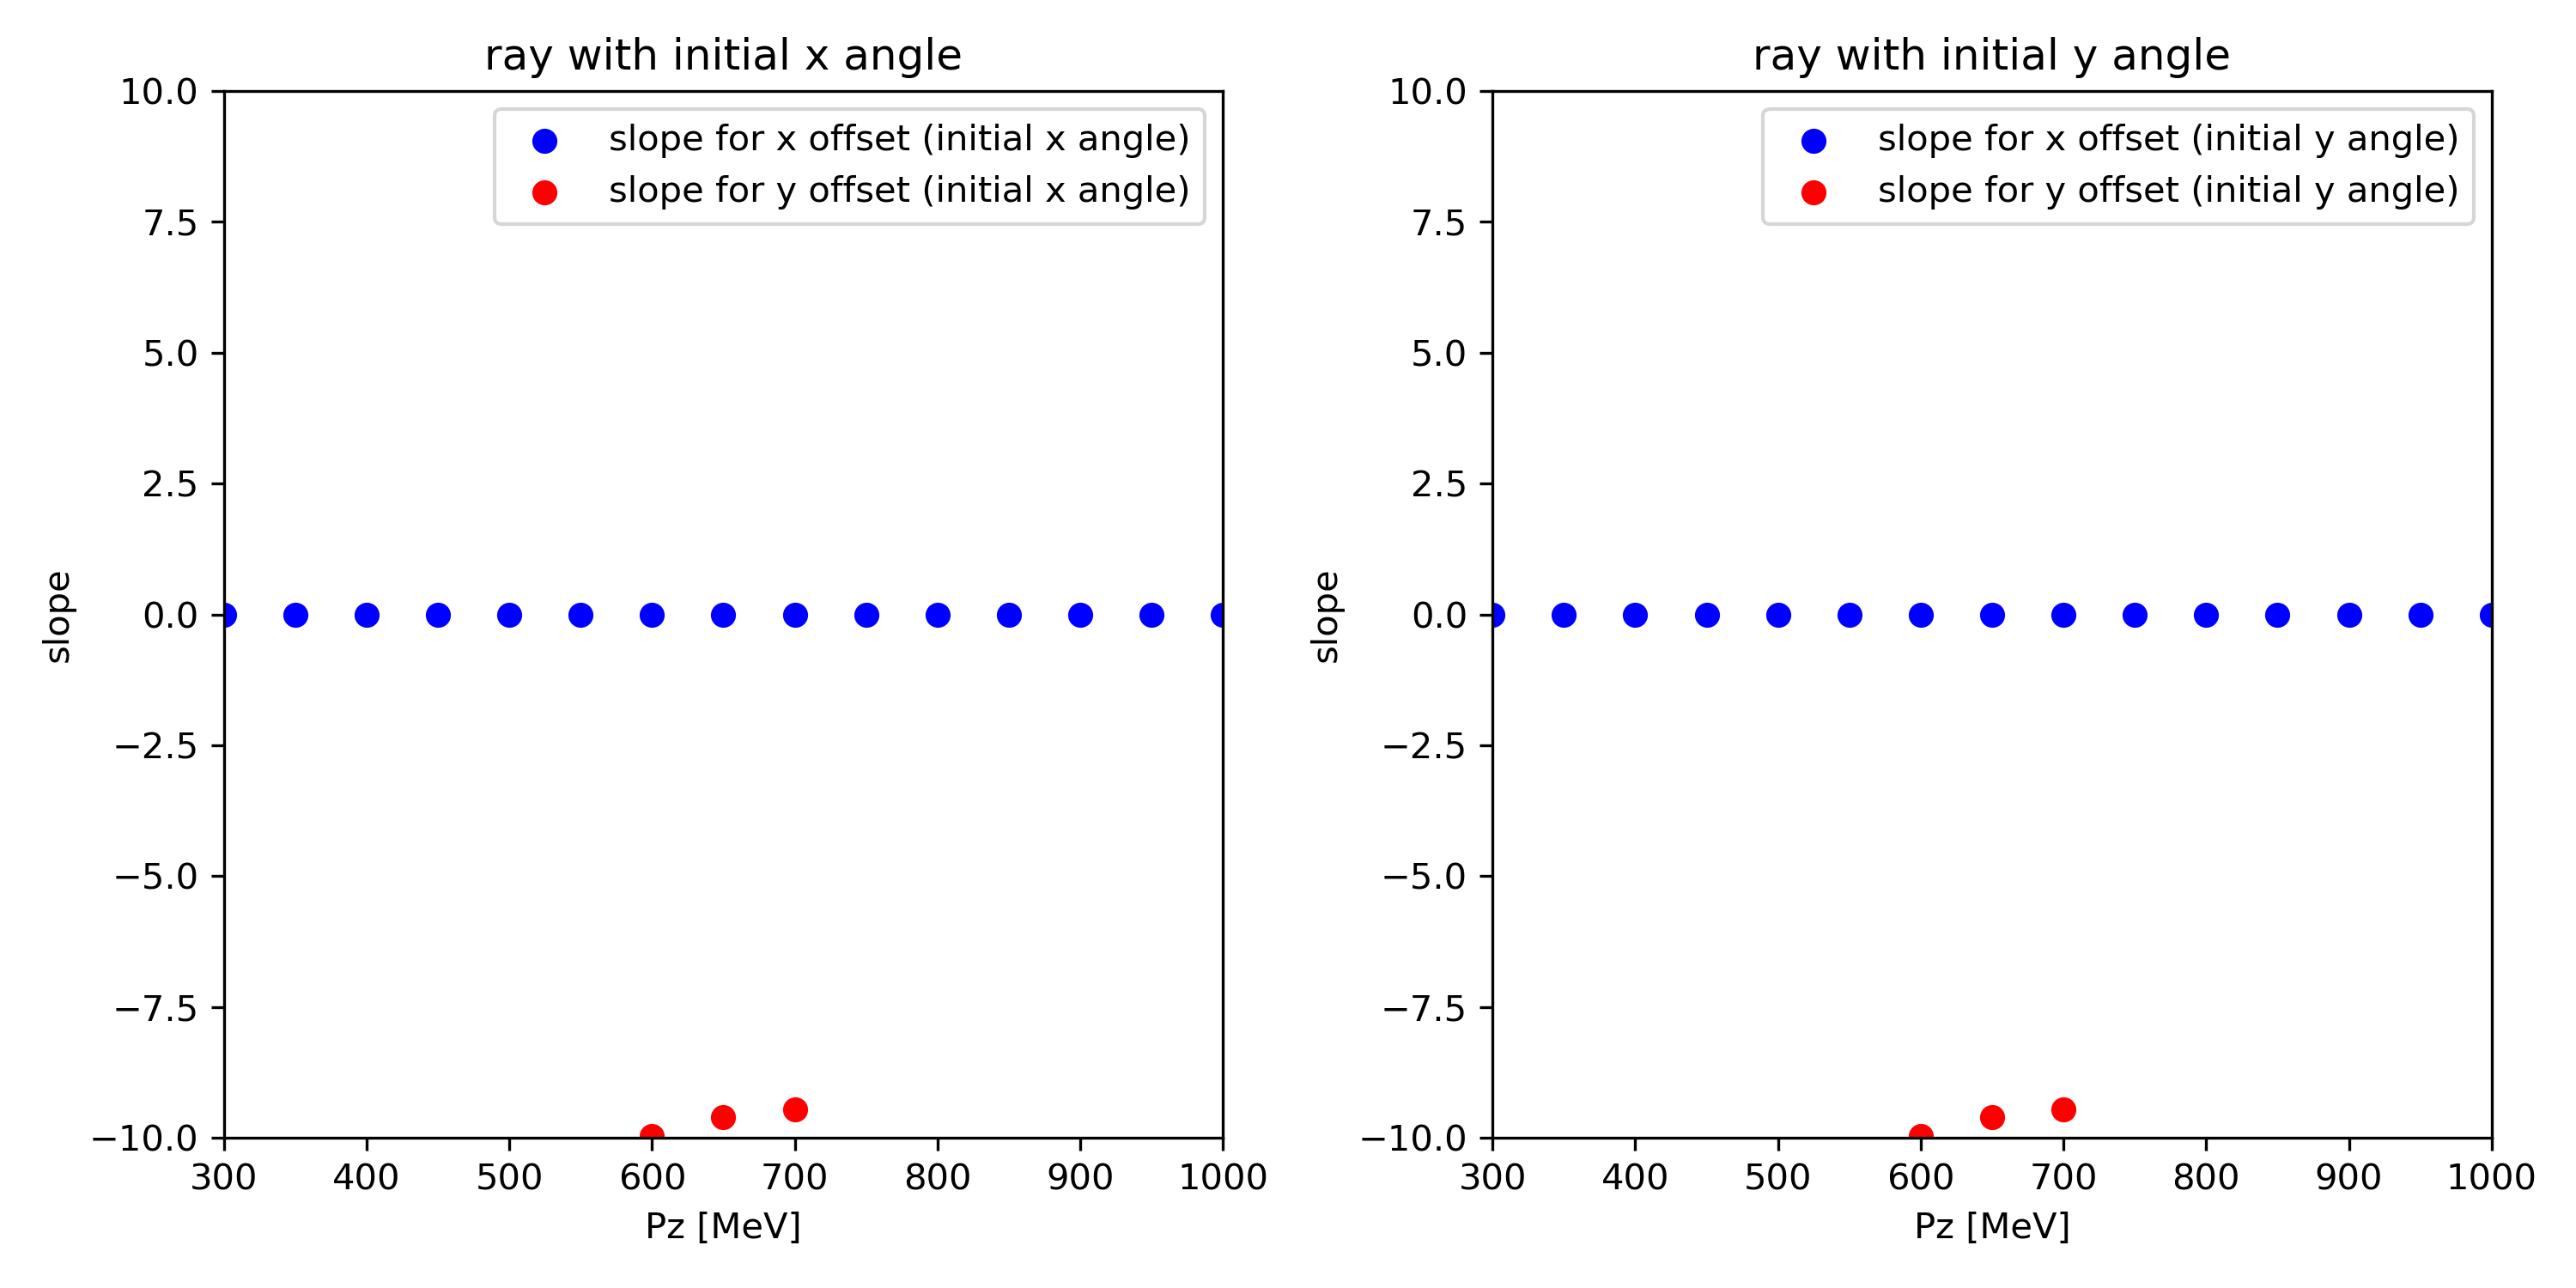 ray with initial x angle
10.0
7.5
5.0
2.5
0.0
−2.5
−5.0
−7.5
−10.0
slope
slope for x offset (initial x angle)
slope for y offset (initial x angle)
300 400 500 600 700 800 900 1000
Pz [MeV]
ray with initial y angle
10.0
7.5
5.0
2.5
0.0
−2.5
−5.0
−7.5
−10.0
slope
slope for x offset (initial y angle)
slope for y offset (initial y angle)
300 400 500 600 700 800 900 1000
Pz [MeV]